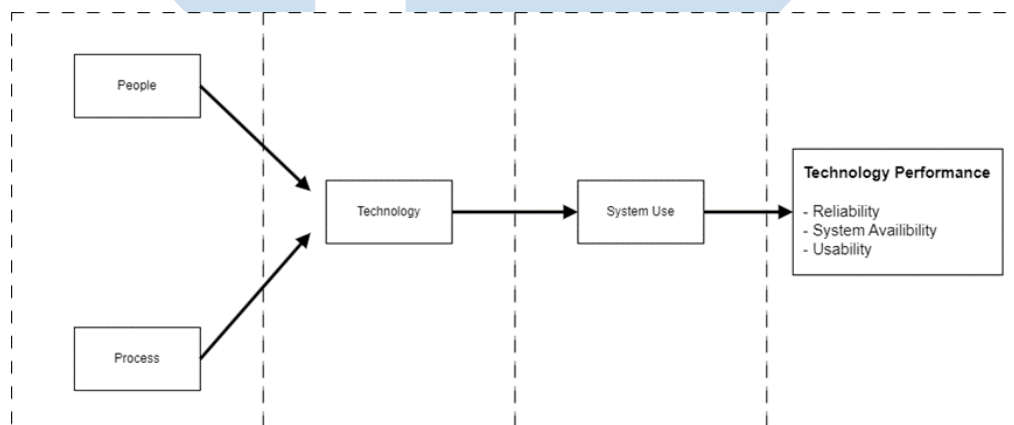 People
Technology
System Use
Technology Performance
- Reliability
- System Availibility
- Usability
Process